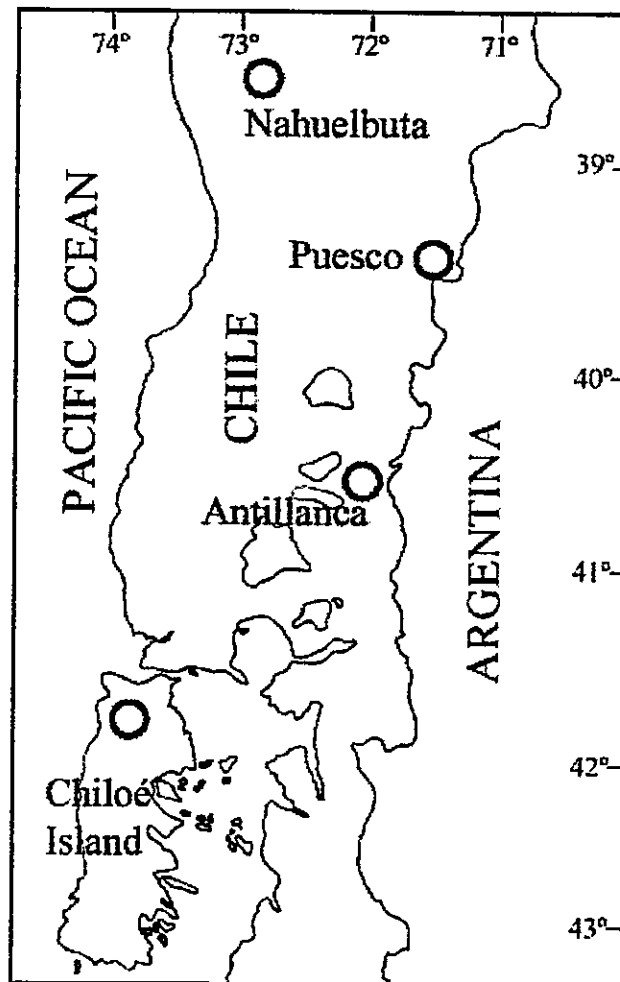 74° 73° 72° 71°
Nahuelbuta
39°
Puesco
PACIFIC OCEAN
CHILE
40°
Antillanca
ARGENTINA
41°
42°
Chiloé
Island
43°